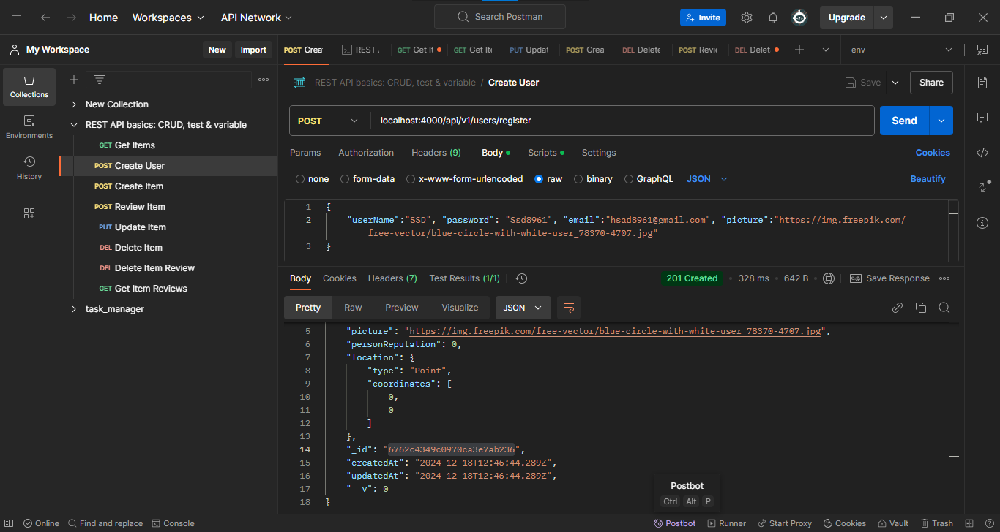 Home Workspaces API Network Search Postman Invite Upgrade
My Workspace New Import POST Crea REST . GET Get It GET Get Ite PUT Updat POST Crea DEL Delete POST Revie DEL Delet env
Collections
Environments
History
New Collection
REST API basics: CRUD, test & variable
GET Get Items
POST Create User
POST Create Item
POST Review Item
PUT Update Item
DEL Delete Item
DEL Delete Item Review
GET Get Item Reviews
task_manager
HTTP REST API basics: CRUD, test & variable / Create User Save Share
POST localhost:4000/api/v1/users/register Send
Params Authorization Headers (9) Body Scripts Settings Cookies
none form-data x-www-form-urlencoded raw binary GraphQL JSON Beautify
1 {
2 "userName":"SSD", "password": "Ssd8961", "email":"hsad8961@gmail.com", "picture":"https://img.freepik.com/
free-vector/blue-circle-with-white-user_78370-4707.jpg"
3 }
Body Cookies Headers (7) Test Results (1/1) 201 Created 328 ms 642 B e.g. Save Response
Pretty Raw Preview Visualize JSON
5 "picture": "https://img.freepik.com/free-vector/blue-circle-with-white-user_78370-4707.jpg",
6 "personReputation": 0,
7 "location": {
8 "type": "Point",
9 "coordinates": [
10 0,
11 0
12 ]
13 },
14 "_id": "6762c4349c0970ca3e7ab236",
15 "createdAt": "2024-12-18T12:46:44.289Z",
16 "updatedAt": "2024-12-18T12:46:44.289Z",
17 "__v": 0
18 }
Postbot
Ctrl Alt P
Online Find and replace Console Postbot Runner Start Proxy Cookies Vault Trash